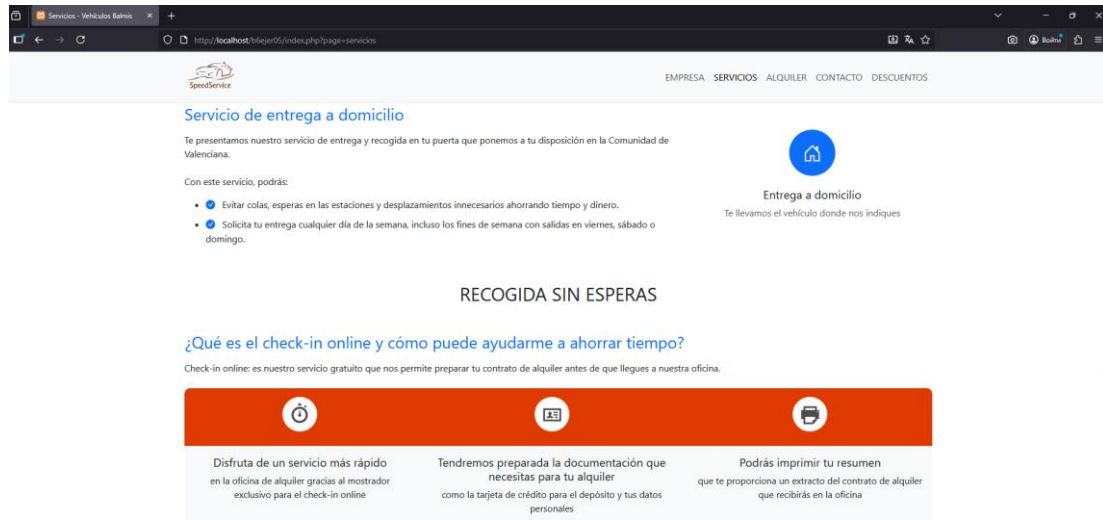 Servicios - Vehículos Balmis
http://localhost/b6ejer05/index.php?page=servicios
SpeedService
EMPRESA SERVICIOS ALQUILER CONTACTO DESCUENTOS
Servicio de entrega a domicilio
Te presentamos nuestro servicio de entrega y recogida en tu puerta que ponemos a tu disposición en la Comunidad de
Valenciana.
Con este servicio, podrás:
Evitar colas, esperas en las estaciones y desplazamientos innecesarios ahorrando tiempo y dinero.
Solicita tu entrega cualquier día de la semana, incluso los fines de semana con salidas en viernes, sábado o
domingo.
Entrega a domicilio
Te llevamos el vehículo donde nos indiques
RECOGIDA SIN ESPERAS
¿Qué es el check-in online y cómo puede ayudarme a ahorrar tiempo?
Check-in online: es nuestro servicio gratuito que nos permite preparar tu contrato de alquiler antes de que llegues a nuestra oficina.
Disfruta de un servicio más rápido
en la oficina de alquiler gracias al mostrador
exclusivo para el check-in online
Tendremos preparada la documentación que
necesitas para tu alquiler
como la tarjeta de crédito para el depósito y tus datos
personales
Podrás imprimir tu resumen
que te proporciona un extracto del contrato de alquiler
que recibirás en la oficina